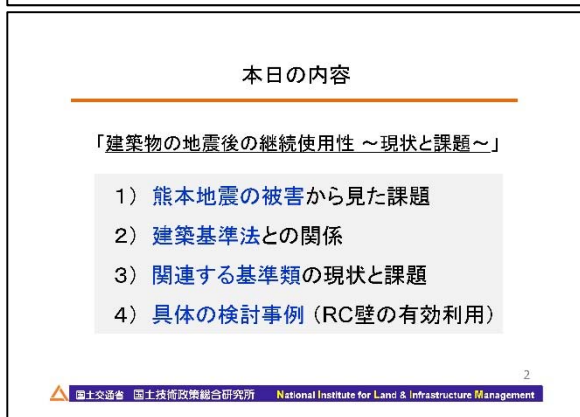 本日の内容
「建築物の地震後の継続使用性 ~現状と課題~」
1) 熊本地震の被害から見た課題
2) 建築基準法との関係
3) 関連する基準類の現状と課題
4) 具体の検討事例(RC壁の有効利用)
2
国土交通省 国土技術政策総合研究所 National Institute for Land & Infrastructure Management